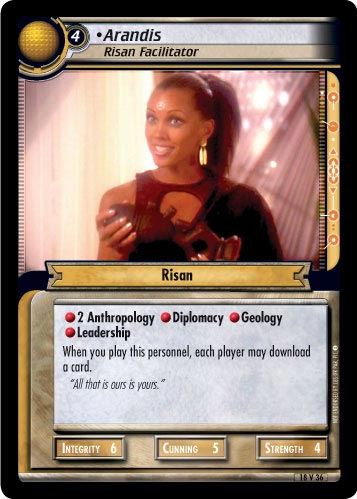 4
•Arandis
Risan Facilitator
Risan
2 Anthropology Diplomacy Geology
Leadership
When you play this personnel, each player may download
a card.
"All that is ours is yours."
INTEGRITY 6 CUNNING 5 STRENGTH 4
18 V 36